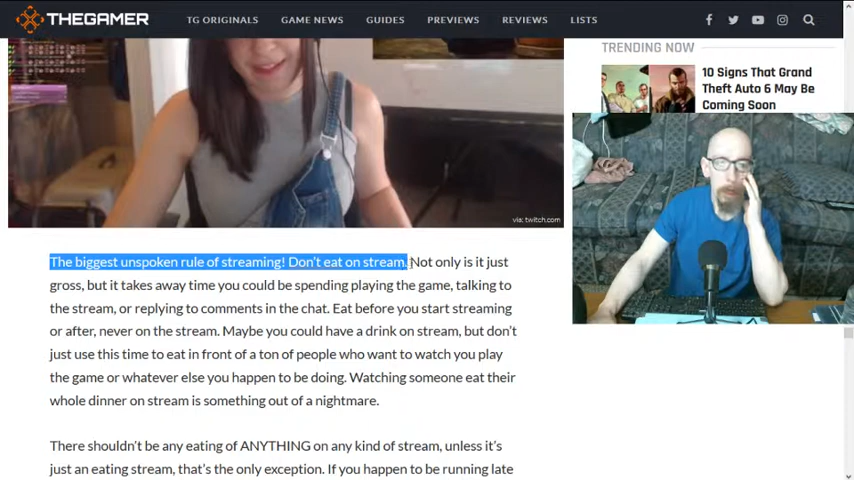 THEGAMER
TG ORIGINALS
GAME NEWS
GUIDES
PREVIEWS
REVIEWS
LISTS
TRENDING NOW
10 Signs That Grand
Theft Auto 6 May Be
Coming Soon
via: twitch.com
The biggest unspoken rule of streaming! Don't eat on stream. Not only is it just
gross, but it takes away time you could be spending playing the game, talking to
the stream, or replying to comments in the chat. Eat before you start streaming
or after, never on the stream. Maybe you could have a drink on stream, but don't
just use this time to eat in front of a ton of people who want to watch you play
the game or whatever else you happen to be doing. Watching someone eat their
whole dinner on stream is something out of a nightmare.
There shouldn't be any eating of ANYTHING on any kind of stream, unless it's
just an eating stream, that's the only exception. If you happen to be running late